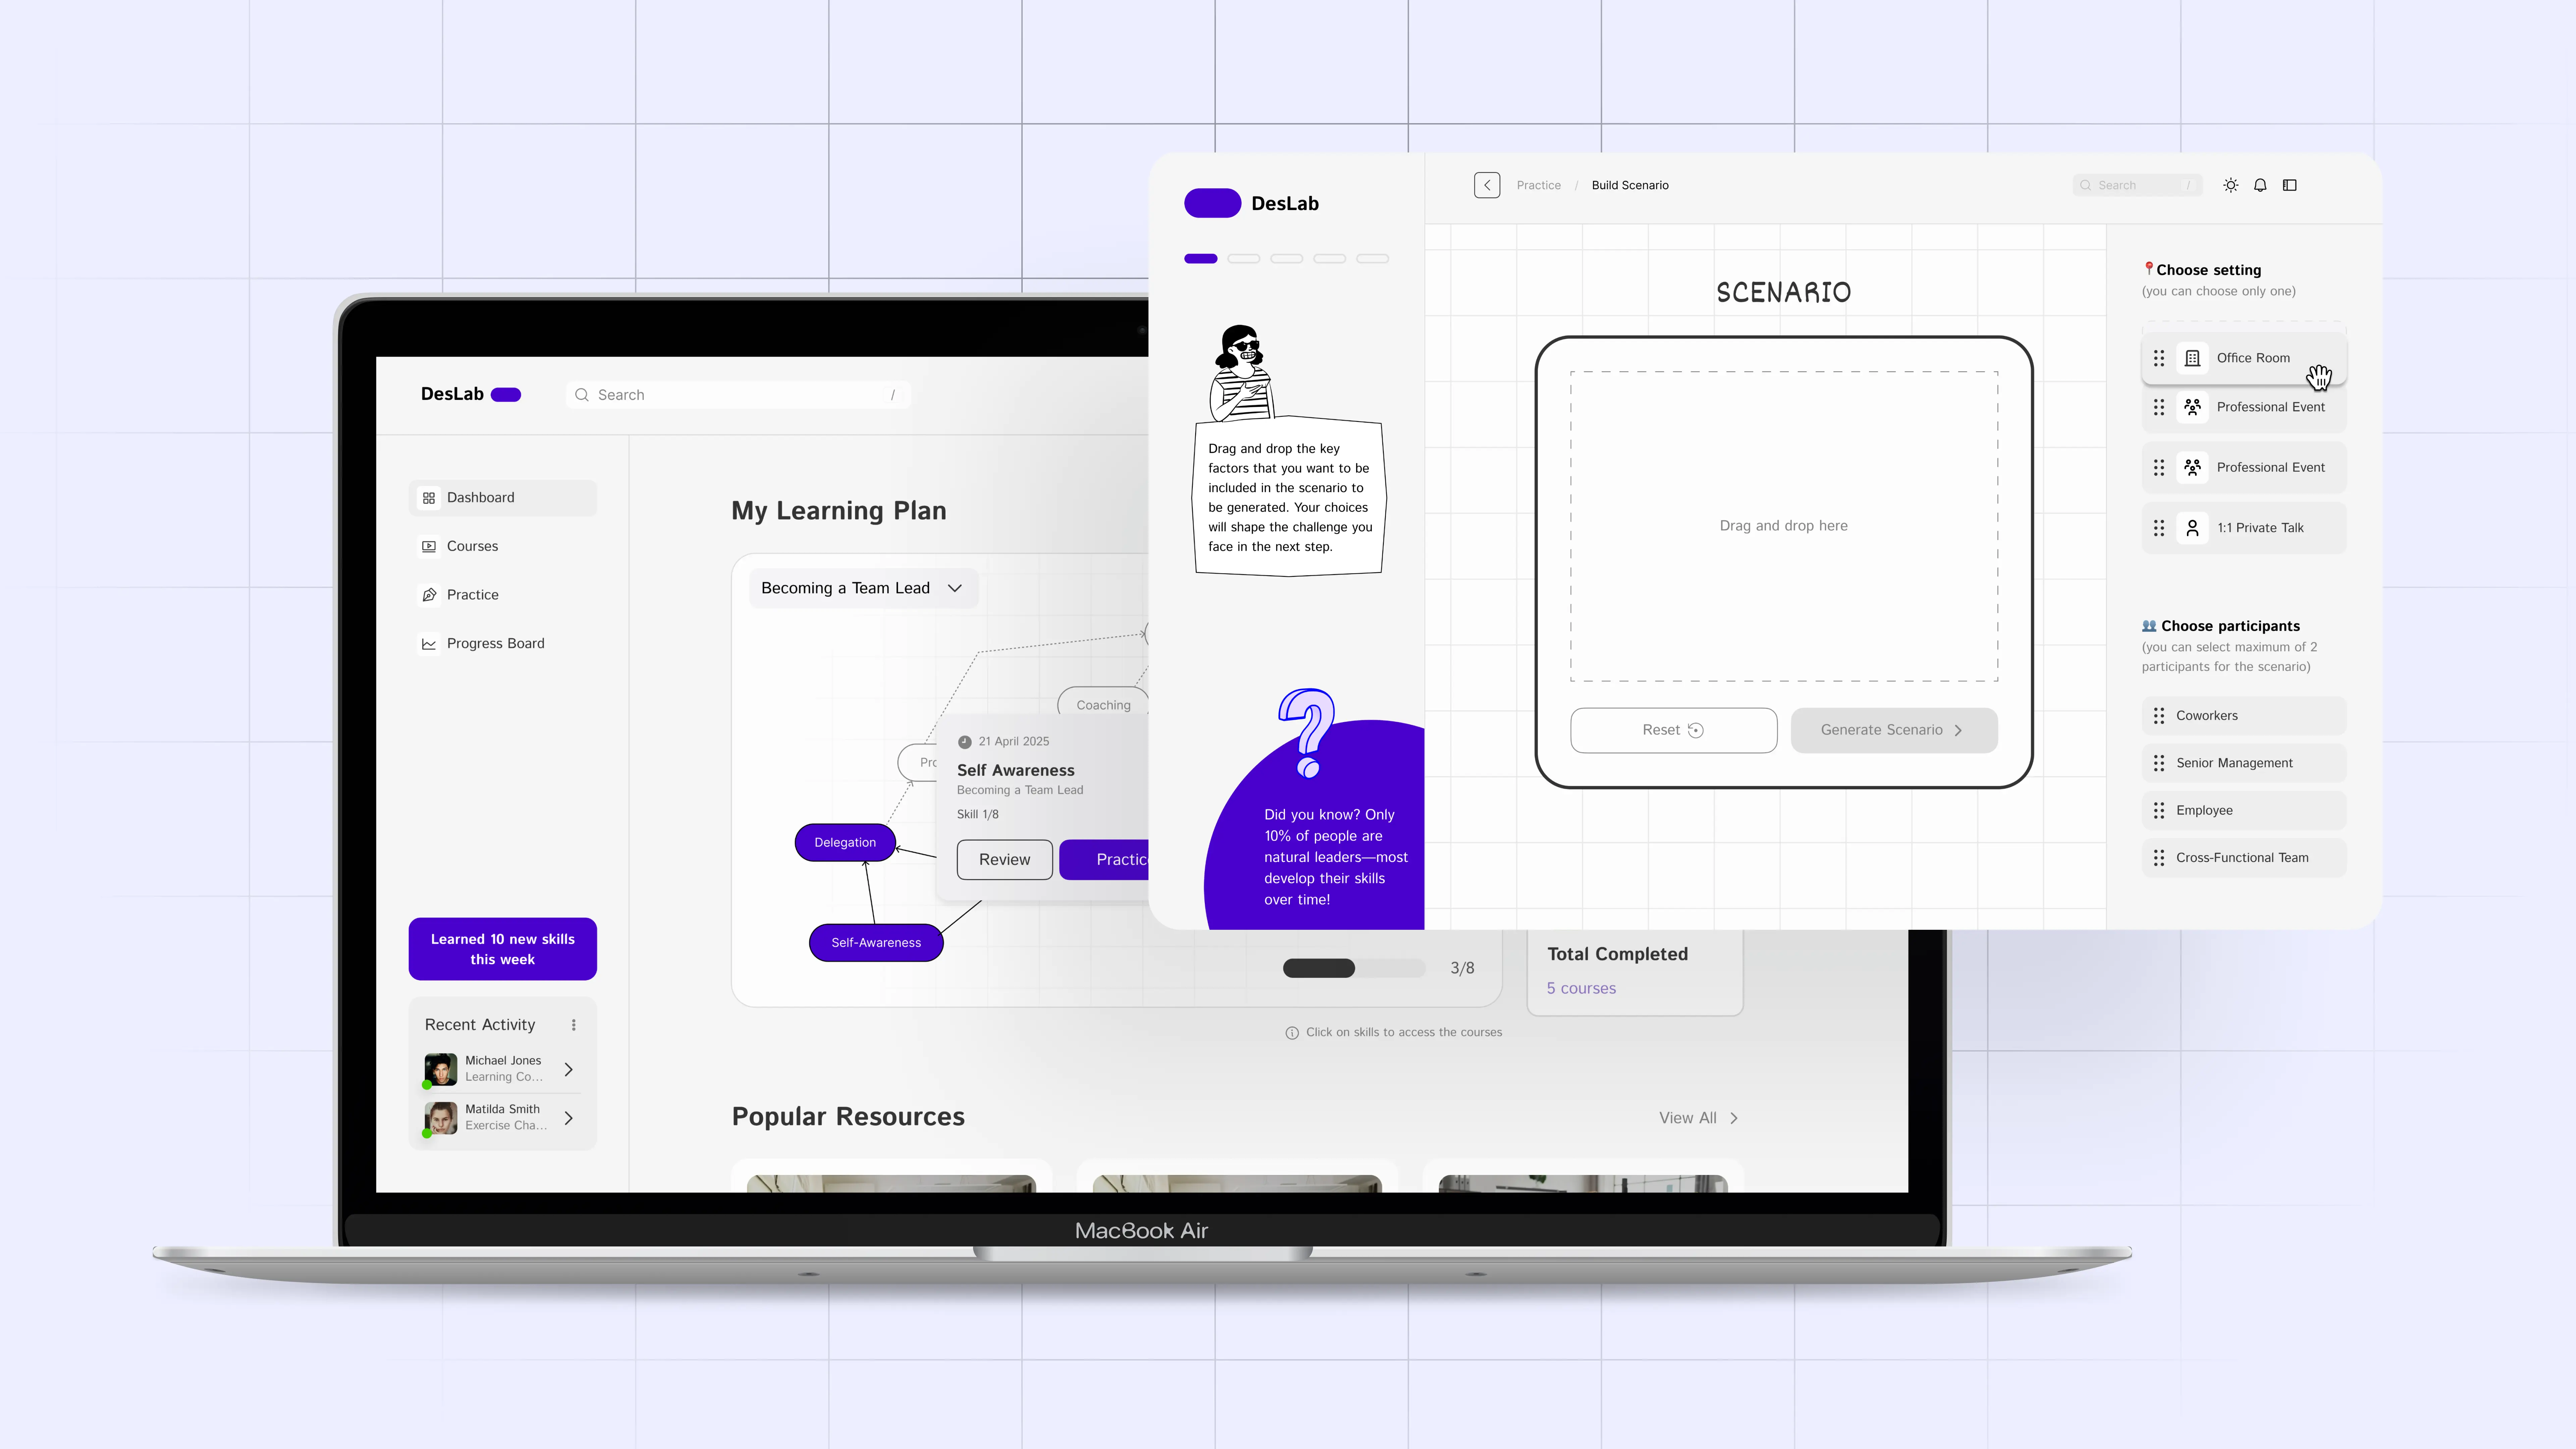 DesLab
Search
/
Dashboard
Courses
Practice
Progress Board
Learned 10 new skills
this week
Recent Activity
Michael Jones
Learning Co...
Matilda Smith
Exercise Cha...
My Learning Plan
Becoming a Team Lead
Coaching
21 April 2025
Self Awareness
Becoming a Team Lead
Skill 1/8
Review
Delegation
Self-Awareness
3/8
Click on skills to access the courses
Total Completed
5 courses
Popular Resources
View All
MacBook Air
DesLab
Drag and drop the key
factors that you want to be
included in the scenario to
be generated. Your choices
will shape the challenge you
face in the next step.
?
Did you know? Only
10% of people are
natural leaders—most
develop their skills
over time!
Practice / Build Scenario
Search
/
SCENARIO
Drag and drop here
Reset
Generate Scenario
Choose setting
(you can choose only one)
Office Room
Professional Event
Professional Event
1:1 Private Talk
Choose participants
(you can select maximum of 2
participants for the scenario)
Coworkers
Senior Management
Employee
Cross-Functional Team